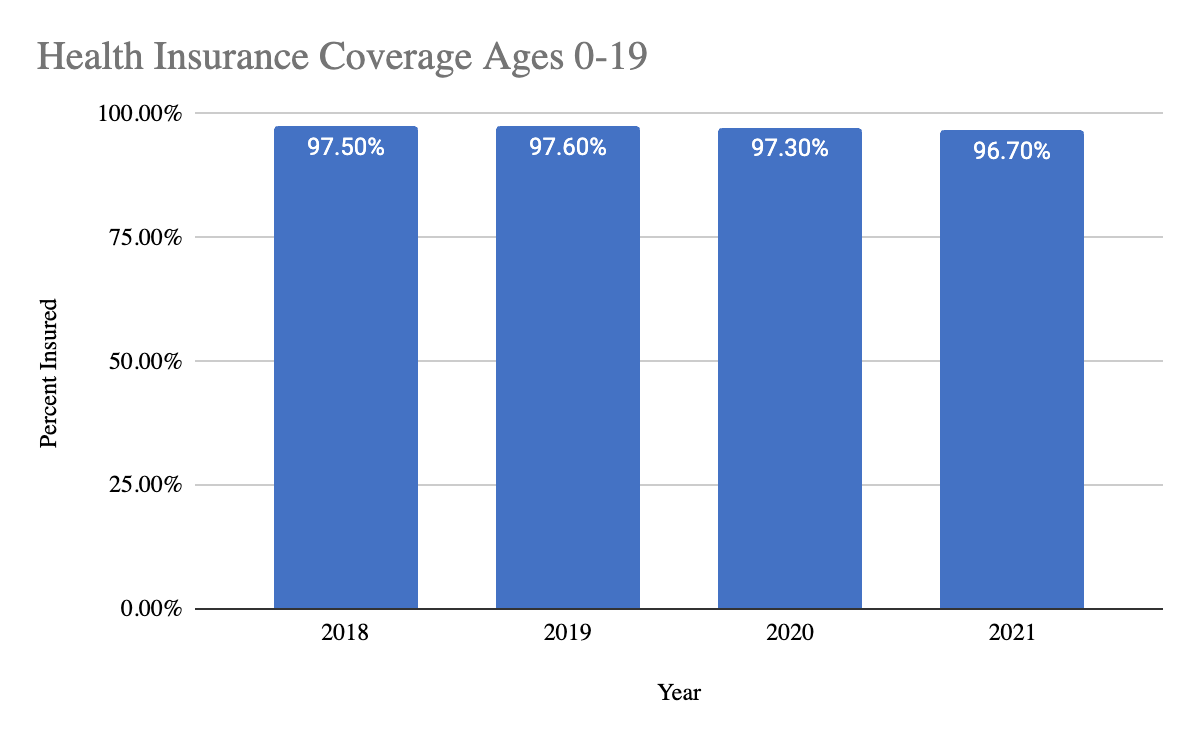 Health Insurance Coverage Ages 0-19
100.00%
97.50% 97.60% 97.30% 96.70%
75.00%
50.00%
25.00%
0.00%
Percent Insured
2018 2019 2020 2021
Year